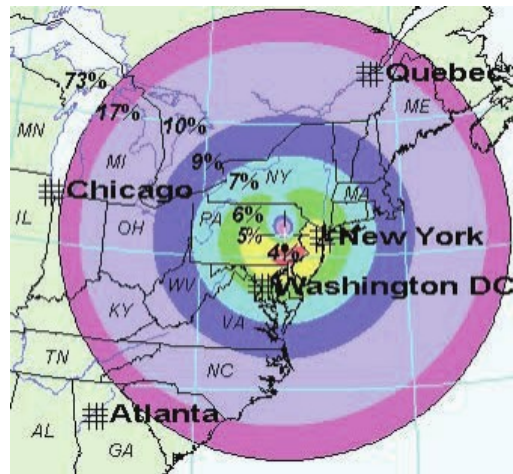 73%
Quebec
17%
ME
10%
MN
9%
MI
NY
7%
MA
Chicago
PA
6%
IL
OH
5%
New York
4%
WV
Washington DC
KY
VA
TN
NC
Atlanta
AL
GA